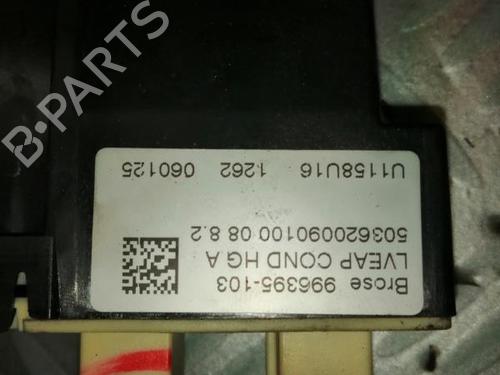 Brose 996395-103
LVEAP COND HG A
503620090100 08 8.2
U1158U16 1262 060125
B-PARTS